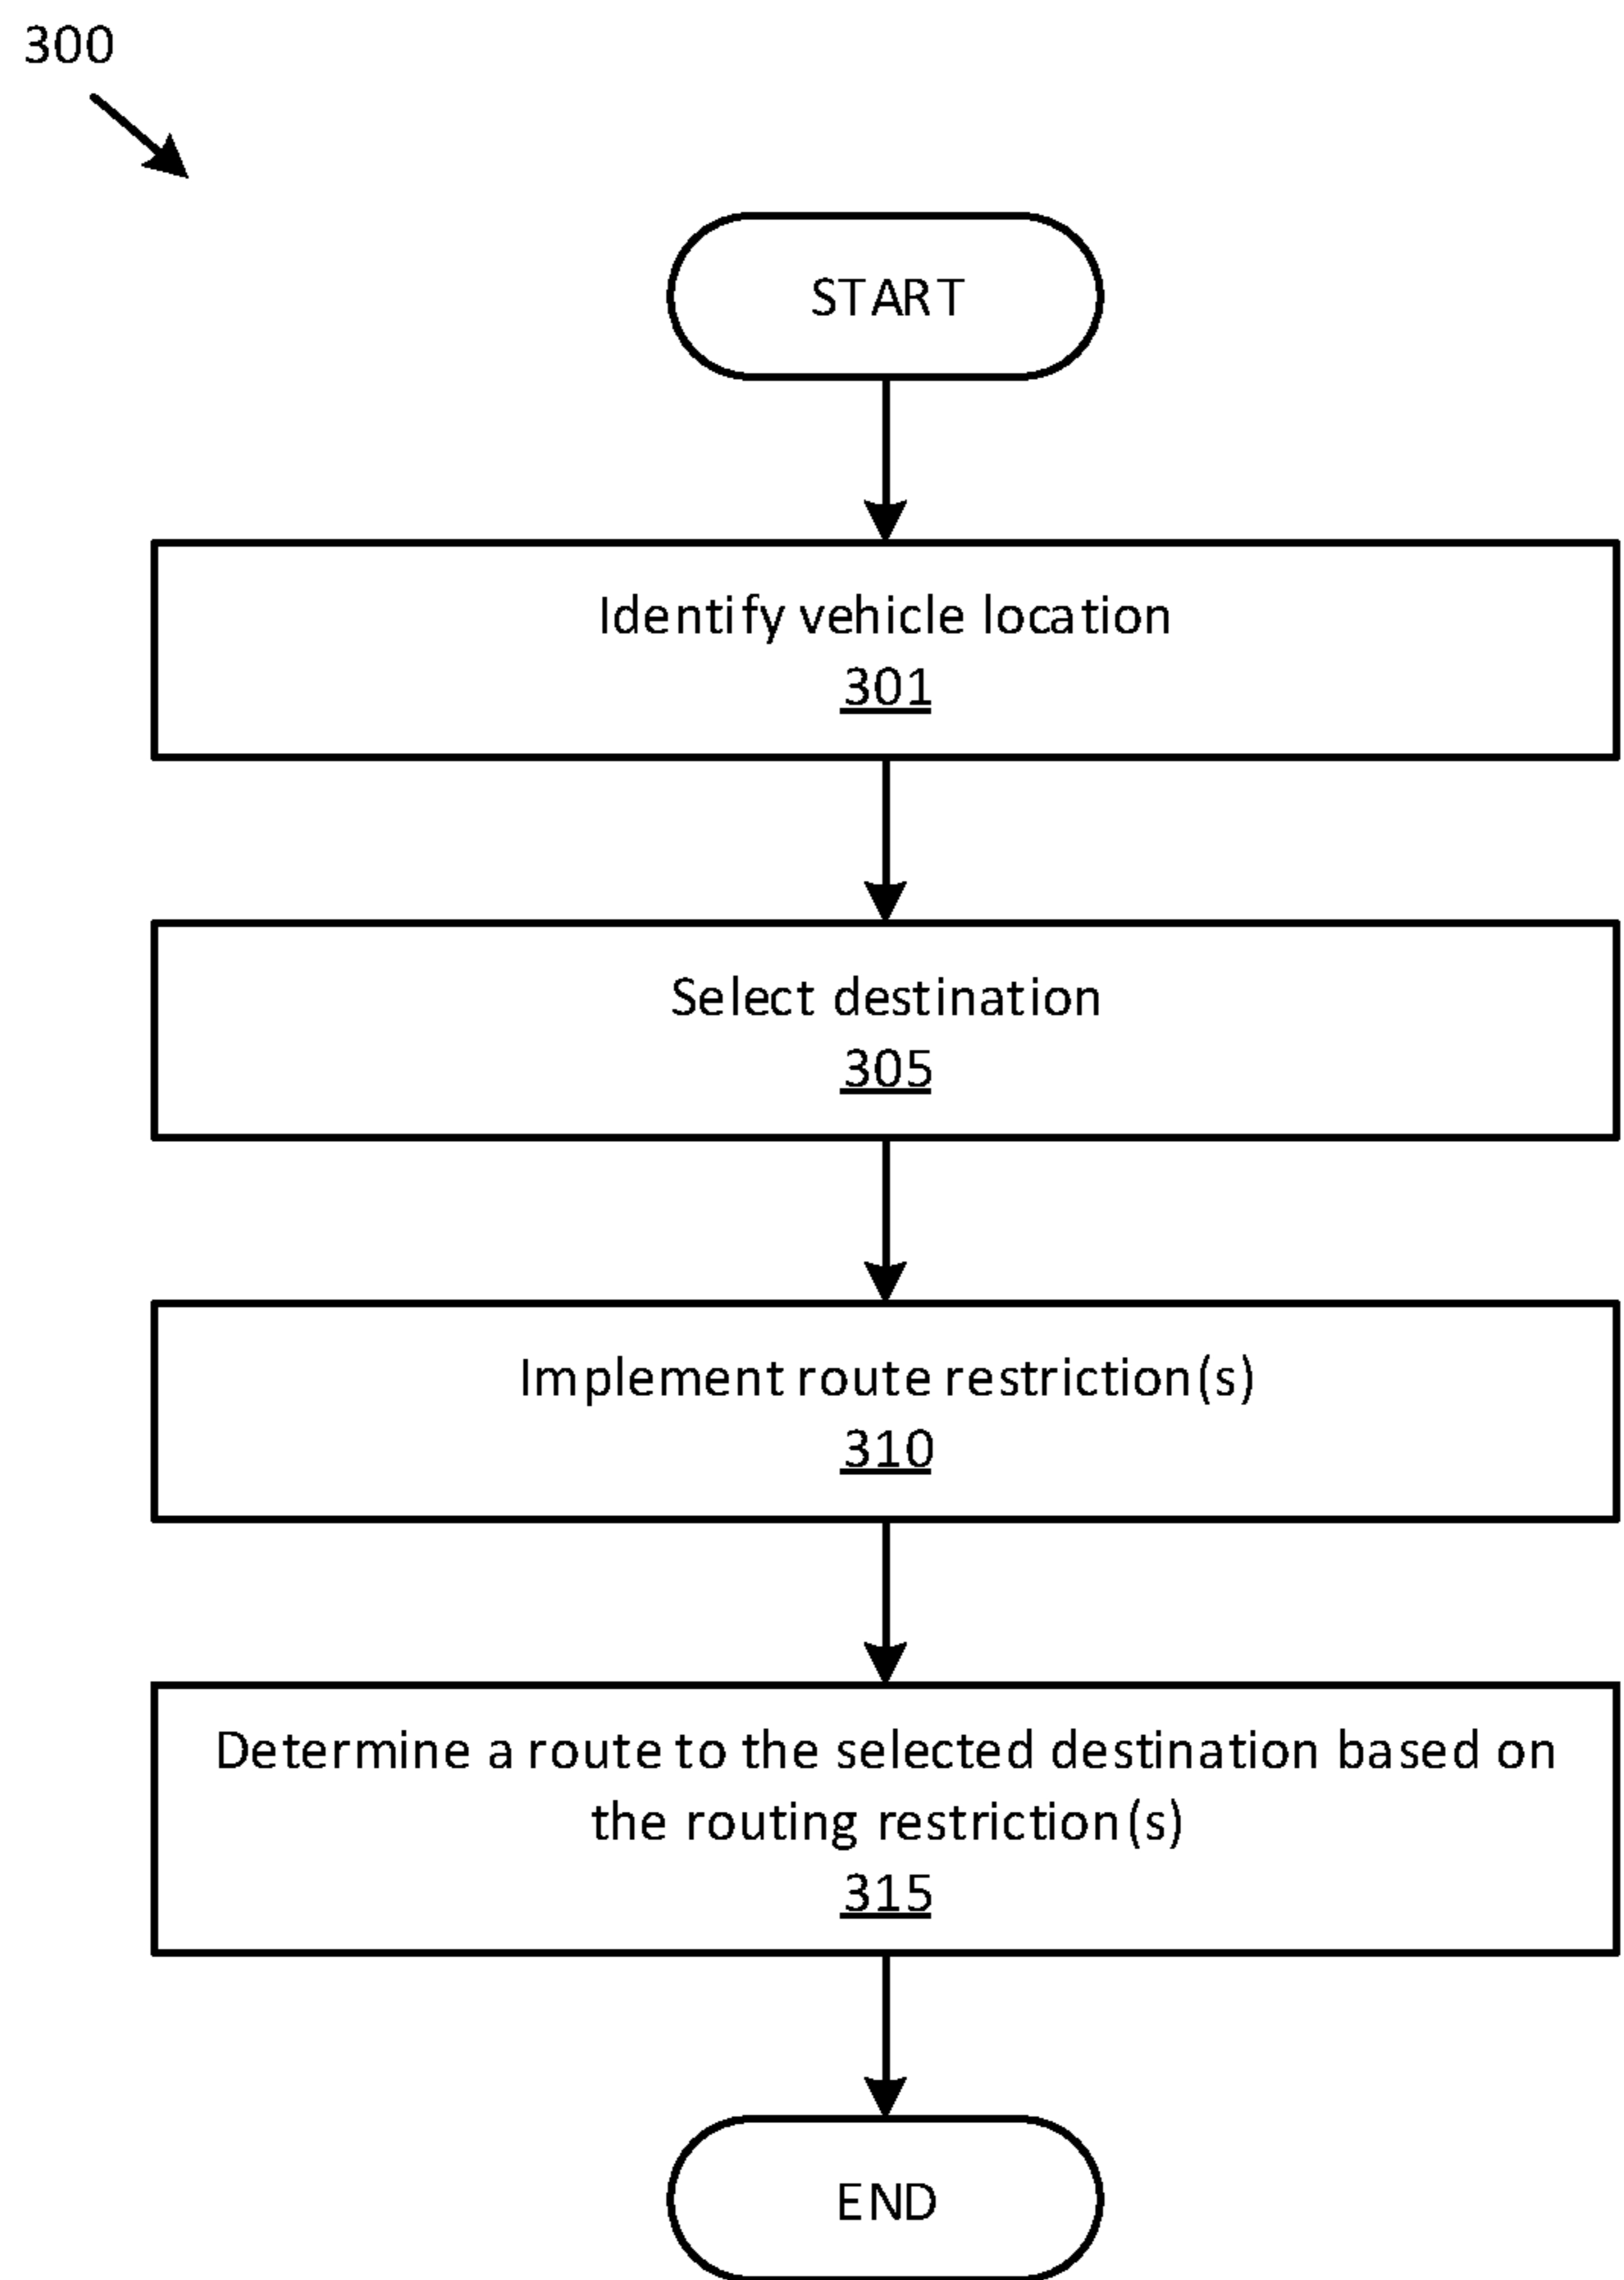 300
START
Identify vehicle location
301
Select destination
305
Implement route restriction(s)
310
Determine a route to the selected destination based on
the routing restriction(s)
315
END